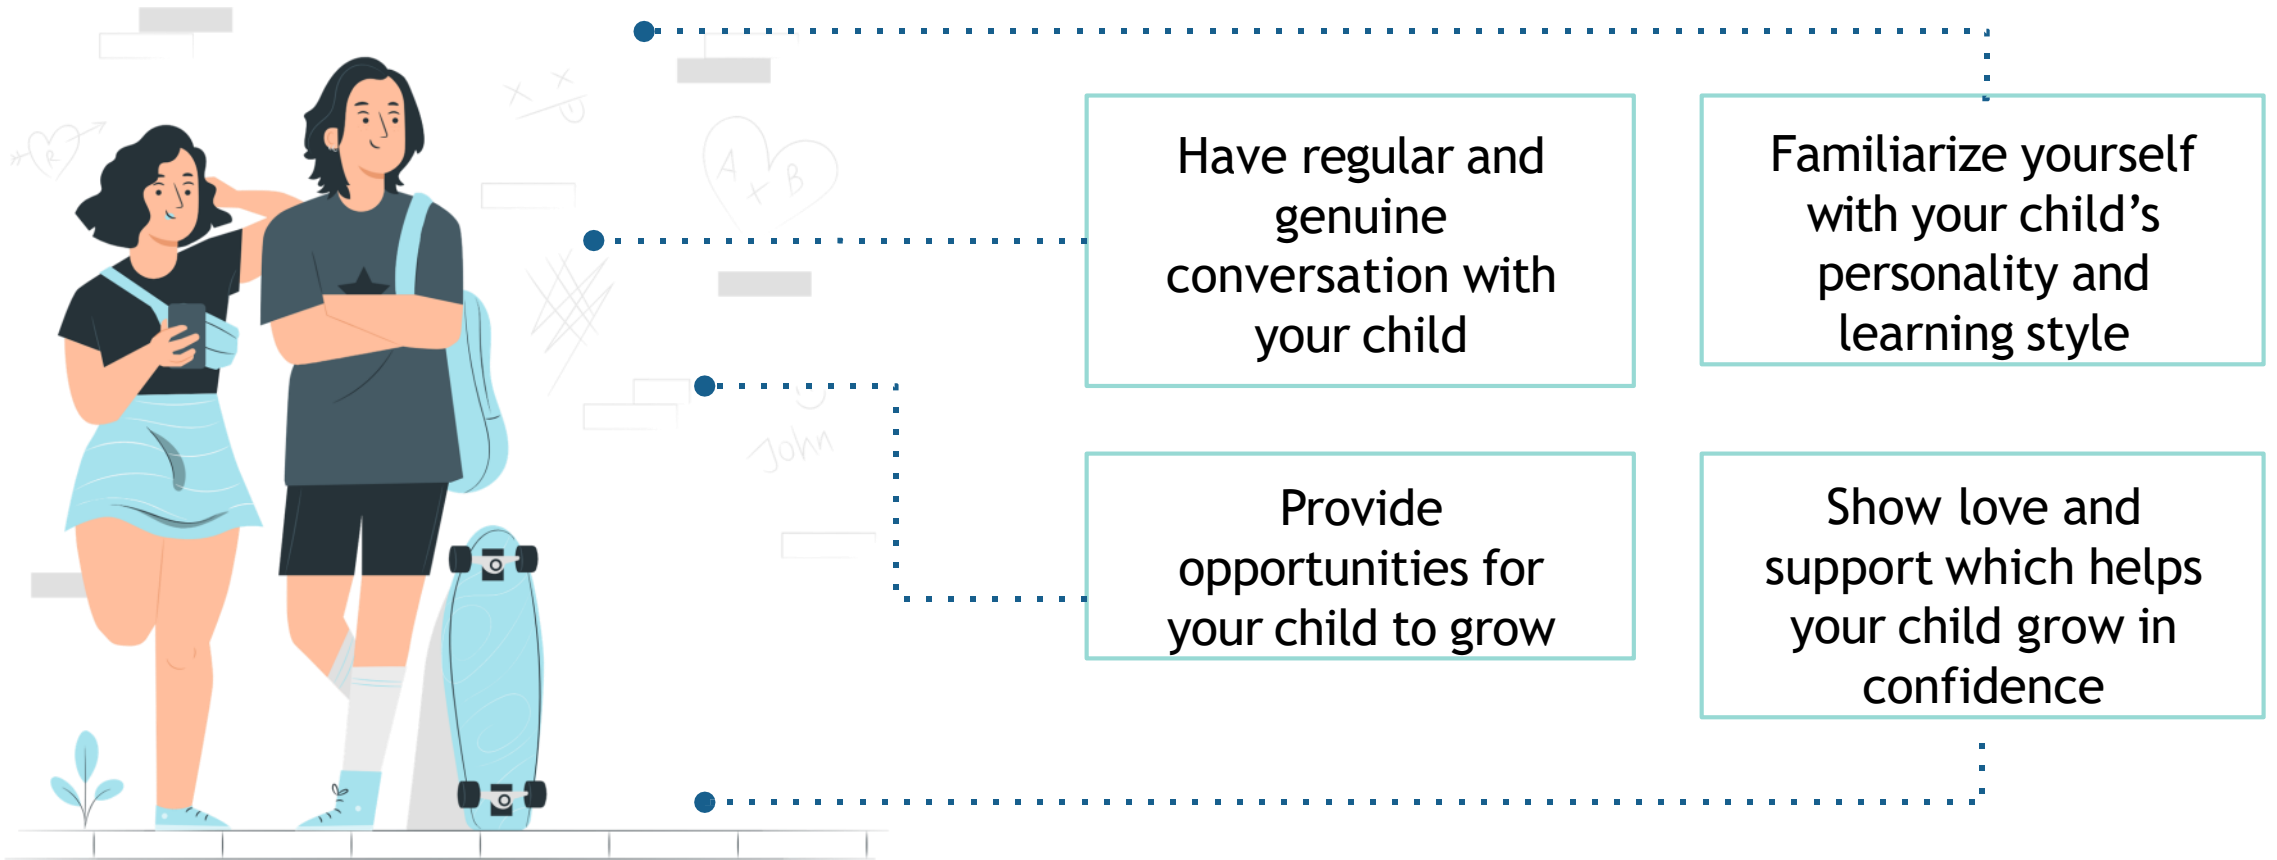 Have regular and
genuine
conversation with
your child
Familiarize yourself
with your child’s
personality and
learning style
Provide
opportunities for
your child to grow
Show love and
support which helps
your child grow in
confidence
R
A + B
John